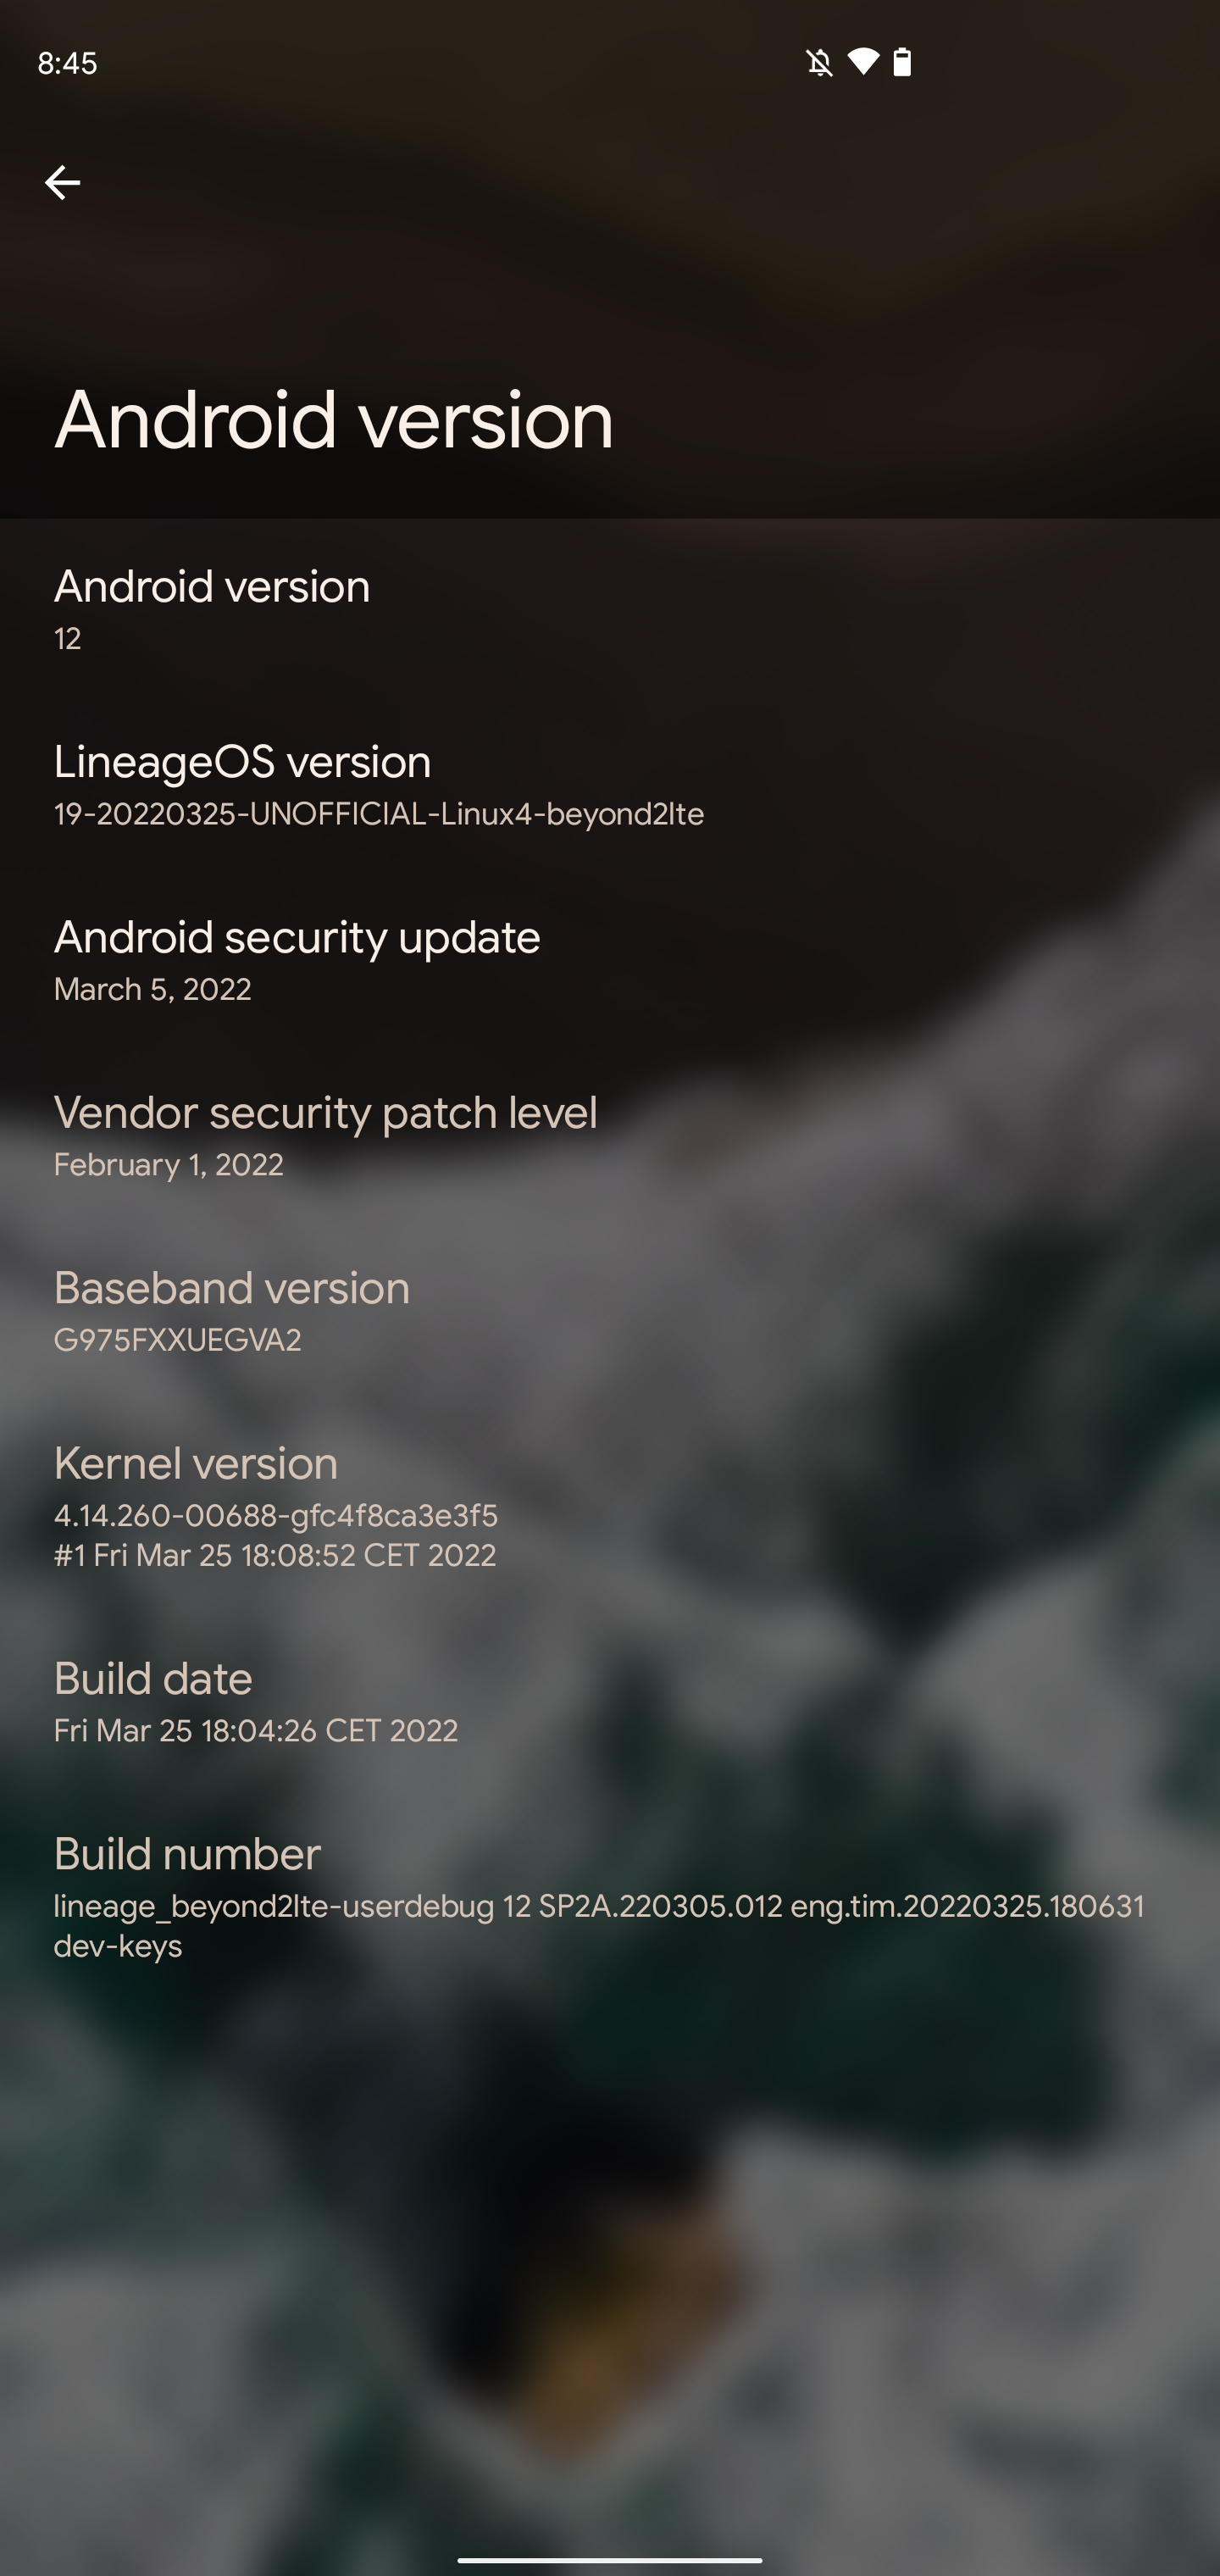 8:45
Android version
Android version
12
LineageOS version
19-20220325-UNOFFICIAL-Linux4-beyond2lte
Android security update
March 5, 2022
Vendor security patch level
February 1, 2022
Baseband version
G975FXXUEGVA2
Kernel version
4.14.260-00688-gfc4f8ca3e3f5
#1 Fri Mar 25 18:08:52 CET 2022
Build date
Fri Mar 25 18:04:26 CET 2022
Build number
lineage_beyond2lte-userdebug 12 SP2A.220305.012 eng.tim.20220325.180631
dev-keys